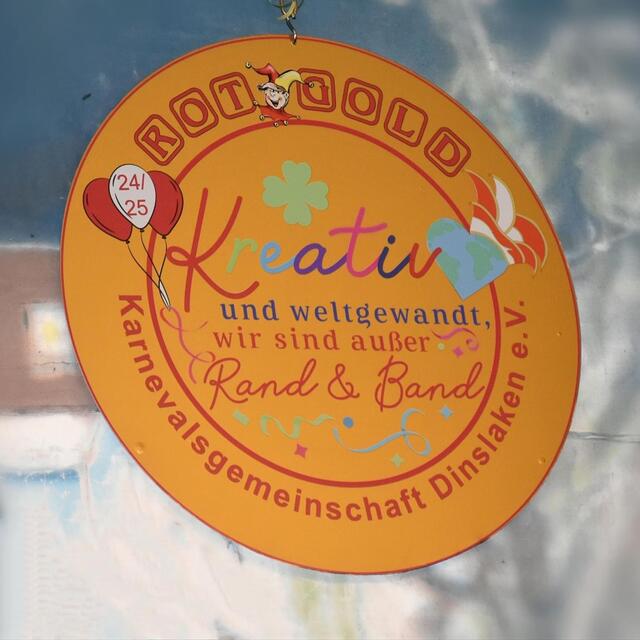 ROT GOLD
24/
25
Kreativ
und weltgewandt,
wir sind außer
Rand & Band
Karnevalsgemeinschaft Dinslaken e.V.